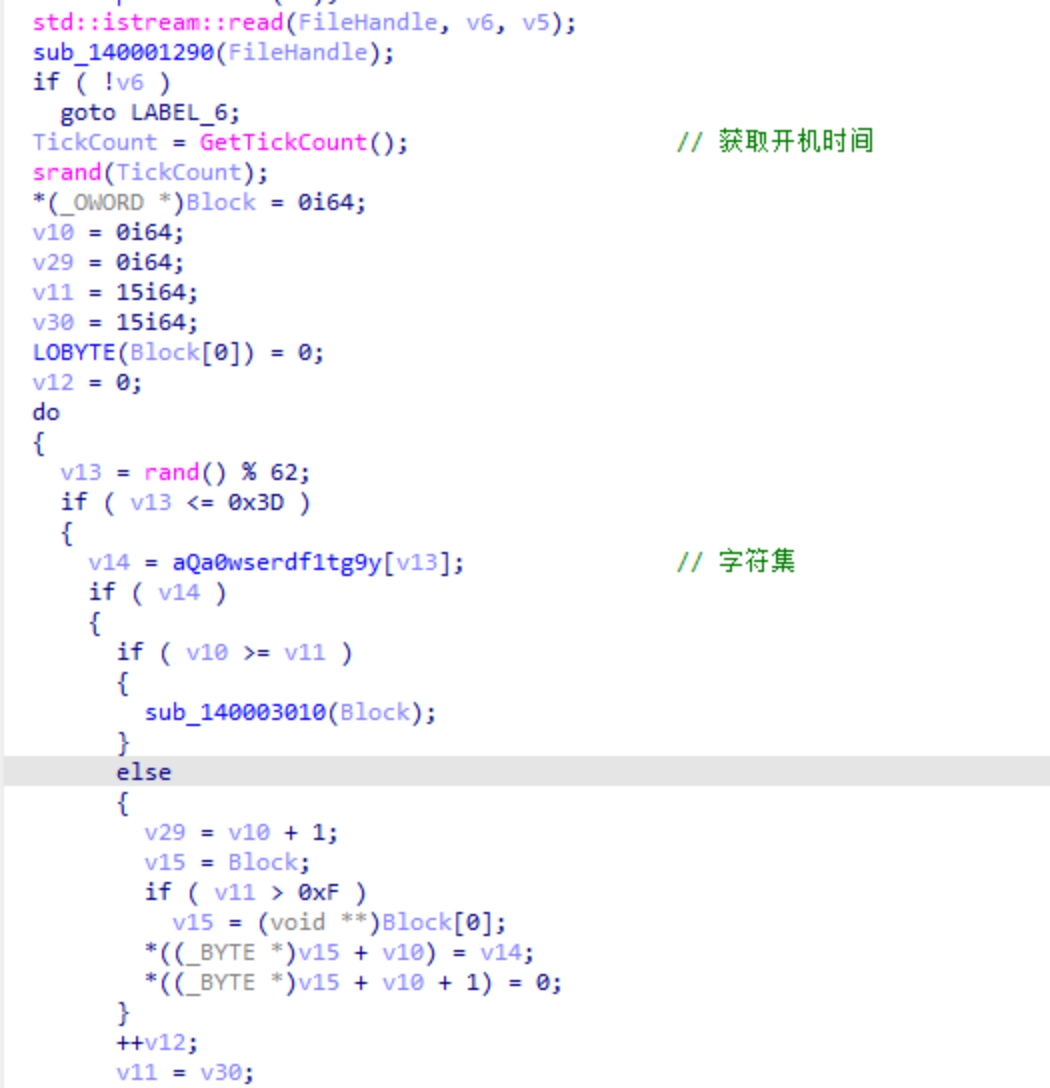 std::istream::read(FileHandle, v6, v5);
sub_140001290(FileHandle);
if ( !v6 )
goto LABEL_6;
TickCount = GetTickCount(); // 获取开机时间
srand(TickCount);
*(_OWORD *)Block = 0i64;
v10 = 0i64;
v29 = 0i64;
v11 = 15i64;
v30 = 15i64;
LOBYTE(Block[0]) = 0;
v12 = 0;
do
{
v13 = rand() % 62;
if ( v13 <= 0x3D )
{
v14 = aQa0wserdf1tg9y[v13]; // 字符集
if ( v14 )
{
if ( v10 >= v11 )
{
sub_140003010(Block);
}
else
{
v29 = v10 + 1;
v15 = Block;
if ( v11 > 0xF )
v15 = (void **)Block[0];
*((_BYTE *)v15 + v10) = v14;
*((_BYTE *)v15 + v10 + 1) = 0;
}
++v12;
v11 = v30;